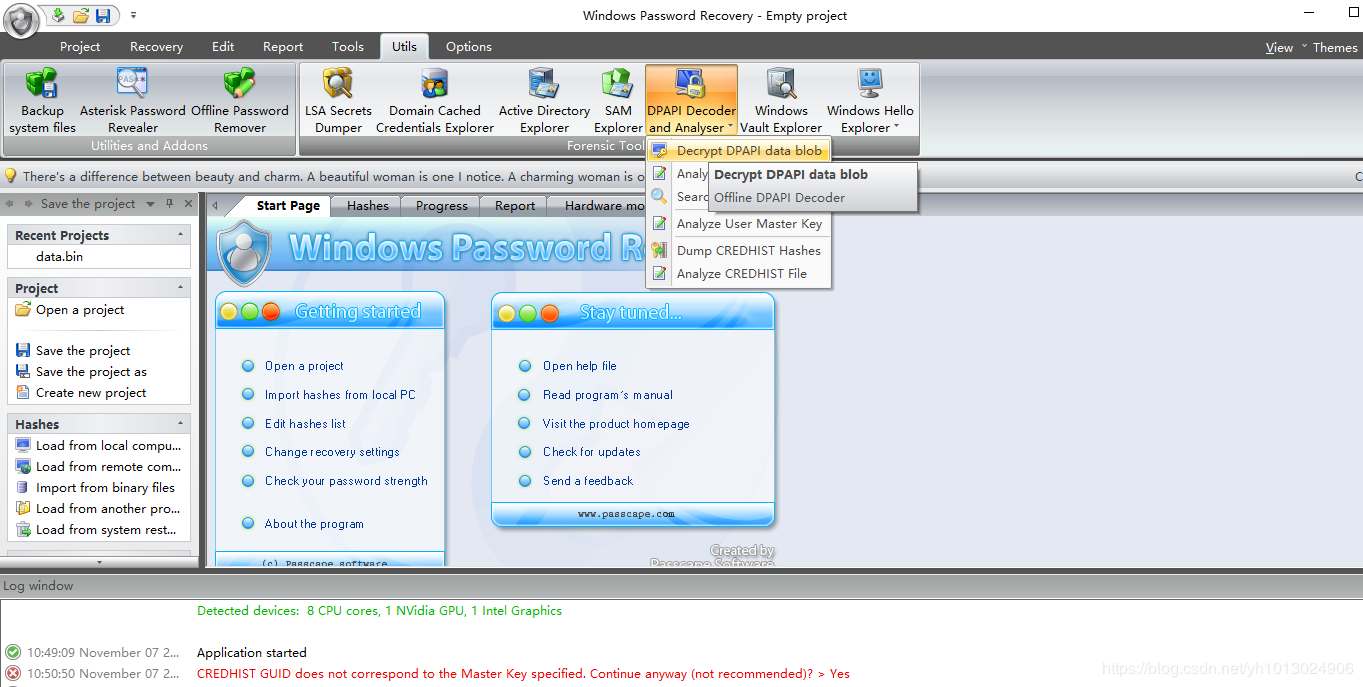 Windows Password Recovery - Empty project
Project Recovery Edit Report Tools Utils Options View Themes
Backup system files
Asterisk Password Revealer
Offline Password Remover
LSA Secrets Dumper
Domain Cached Credentials Explorer
Active Directory Explorer
SAM Explorer
DPAPI Decoder and Analyser
Windows Vault Explorer
Windows Hello Explorer
Utilities and Addons
Forensic Tool
Decrypt DPAPI data blob
Analy
Searc
Decrypt DPAPI data blob
Offline DPAPI Decoder
Analyze User Master Key
Dump CREDHIST Hashes
Analyze CREDHIST File
There's a difference between beauty and charm. A beautiful woman is one I notice. A charming woman is o
Save the project
Start Page Hashes Progress Report Hardware mo
Recent Projects
data.bin
Project
Open a project
Save the project
Save the project as
Create new project
Hashes
Load from local compu...
Load from remote com...
Import from binary files
Load from another pro...
Load from system rest...
Windows Password R
Getting started
Open a project
Import hashes from local PC
Edit hashes list
Change recovery settings
Check your password strength
About the program
(c) Passcape software
Stay tuned...
Open help file
Read program's manual
Visit the product homepage
Check for updates
Send a feedback
www.passcape.com
Created by
Passcape Software
Log window
Detected devices: 8 CPU cores, 1 NVidia GPU, 1 Intel Graphics
10:49:09 November 07 2... Application started
10:50:50 November 07 2... CREDHIST GUID does not correspond to the Master Key specified. Continue anyway (not recommended)? > Yes
https://blog.csdn.net/yh1013024906